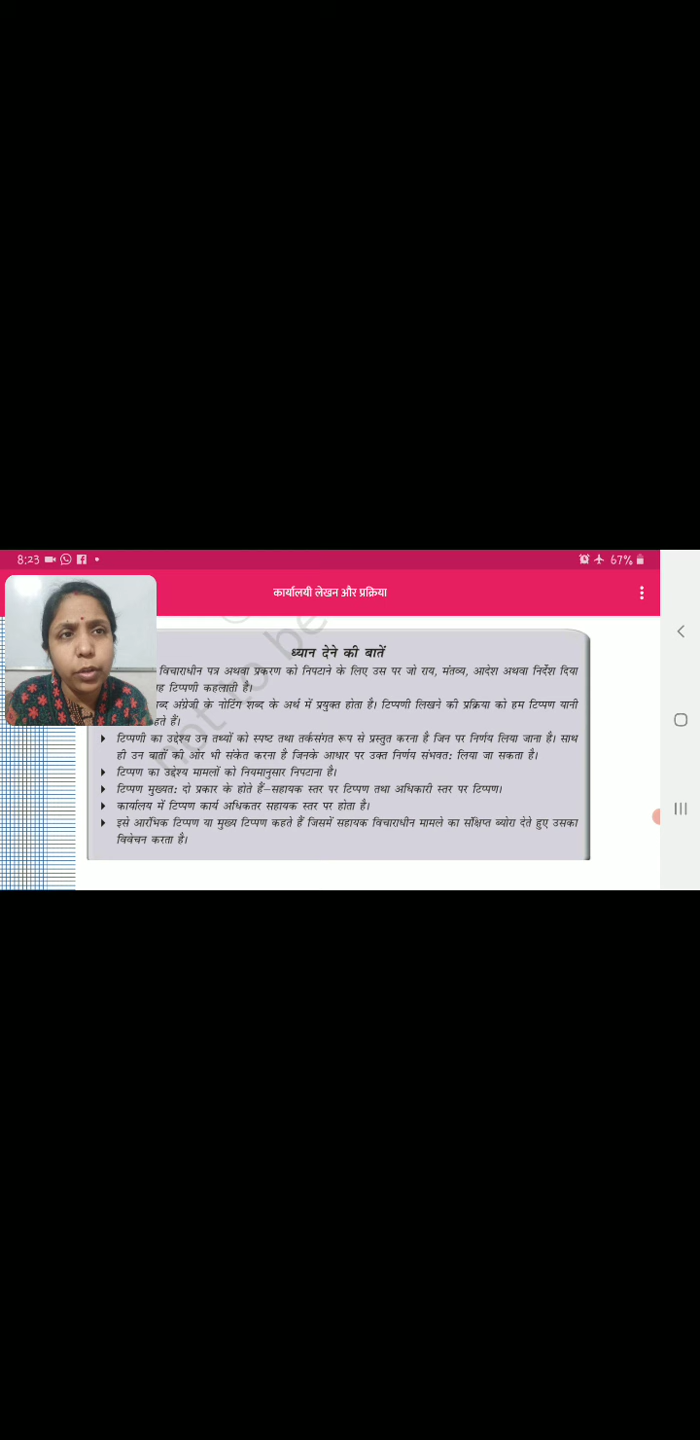 8:23
67%
कार्यालयी लेखन और प्रक्रिया
ध्यान देने की बातें
विचाराधीन पत्र अथवा प्रकरण को निपटाने के लिए उस पर जो राय, मंतव्य, आदेश अथवा निर्देश दिया
ह टिप्पणी कहलाती है।
ब्द अंग्रेजी के नोटिंग शब्द के अर्थ में प्रयुक्त होता है। टिप्पणी लिखने की प्रक्रिया को हम टिप्पण यानी
हते हैं।
टिप्पणी का उद्देश्य उन तथ्यों को स्पष्ट तथा तर्कसंगत रूप से प्रस्तुत करना है जिन पर निर्णय लिया जाना है। साथ
ही उन बातों की ओर भी संकेत करना है जिनके आधार पर उक्त निर्णय संभवत: लिया जा सकता है।
टिप्पण का उद्देश्य मामलों को नियमानुसार निपटाना है।
टिप्पण मुख्यत: दो प्रकार के होते हैं–सहायक स्तर पर टिप्पण तथा अधिकारी स्तर पर टिप्पण।
कार्यालय में टिप्पण कार्य अधिकतर सहायक स्तर पर होता है।
इसे आरंभिक टिप्पण या मुख्य टिप्पण कहते हैं जिसमें सहायक विचाराधीन मामले का संक्षिप्त ब्योरा देते हुए उसका
विवेचन करता है।
not to be